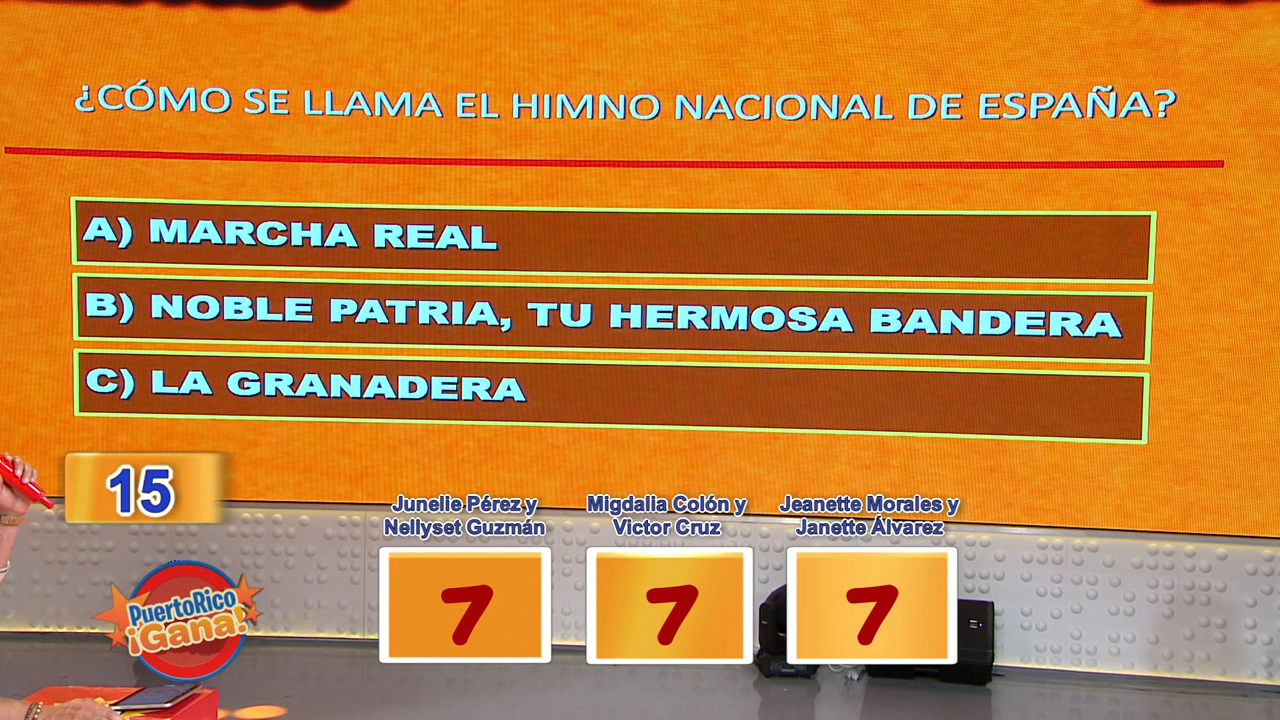 ¿CÓMO SE LLAMA EL HIMNO NACIONAL DE ESPAÑA?
A) MARCHA REAL
B) NOBLE PATRIA, TU HERMOSA BANDERA
C) LA GRANADERA
15
Junelie Pérez y
Nellyset Guzmán
Migdalia Colón y
Victor Cruz
Jeanette Morales y
Janette Álvarez
7
7
7
PuertoRico
¡Gana!